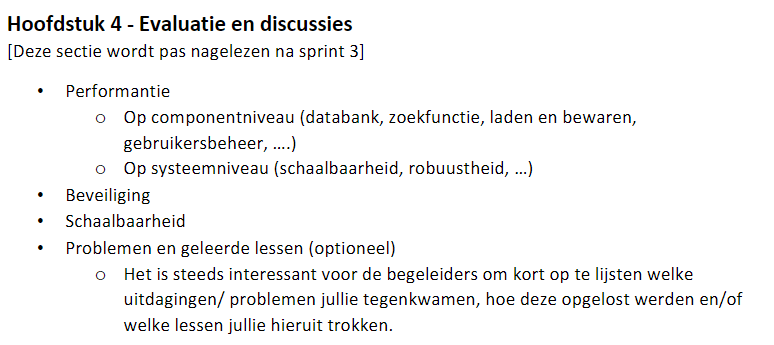 Hoofdstuk 4 - Evaluatie en discussies
[Deze sectie wordt pas nagelezen na sprint 3]
• Performantie
o Op componentniveau (databank, zoekfunctie, laden en bewaren,
gebruikersbeheer, ....)
o Op systeemniveau (schaalbaarheid, robuustheid, ...)
• Beveiliging
• Schaalbaarheid
• Problemen en geleerde lessen (optioneel)
o Het is steeds interessant voor de begeleiders om kort op te lijsten welke
uitdagingen/ problemen jullie tegenkwamen, hoe deze opgelost werden en/of
welke lessen jullie hieruit trokken.